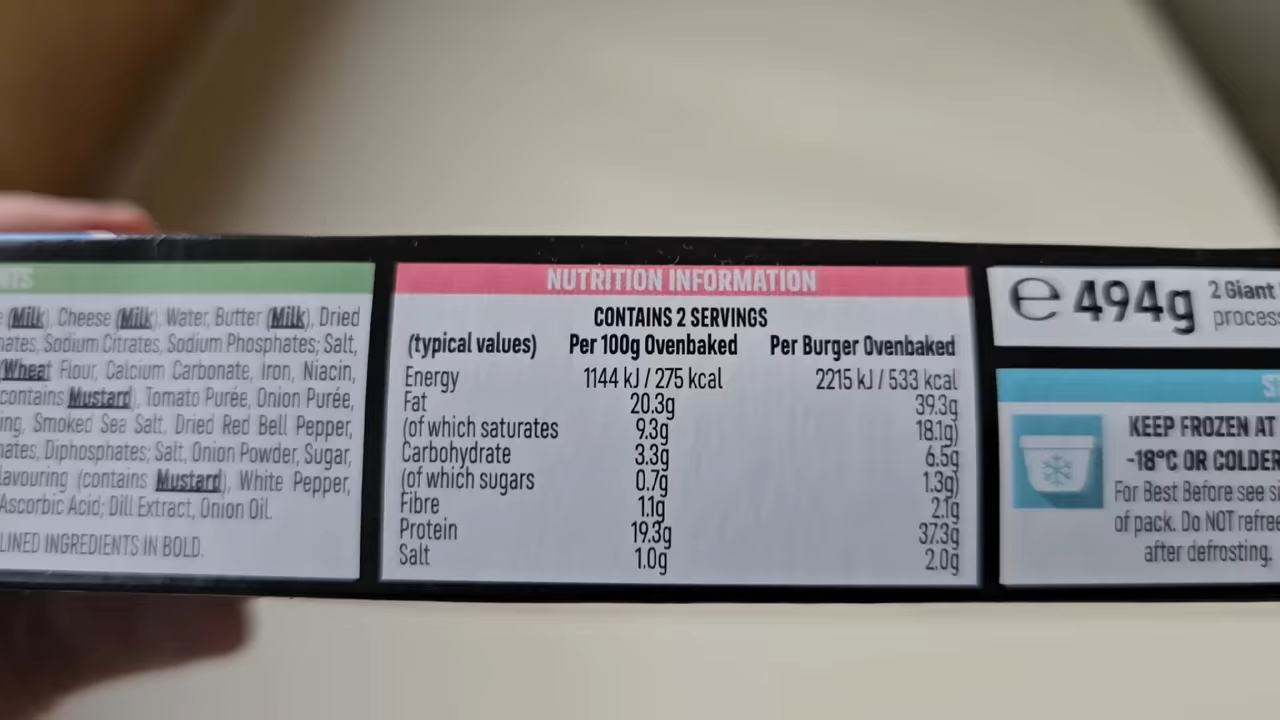 NTS
(Milk), Cheese (Milk), Water, Butter (Milk), Dried
Sodium Citrates, Sodium Phosphates; Salt,
Wheat Flour, Calcium Carbonate, Iron, Niacin,
contains Mustard), Tomato Purée, Onion Purée,
Smoked Sea Salt, Dried Red Bell Pepper,
Diphosphates; Salt, Onion Powder, Sugar,
(contains Mustard), White Pepper,
Ascorbic Acid; Dill Extract, Onion Oil.
LINED INGREDIENTS IN BOLD.
NUTRITION INFORMATION
CONTAINS 2 SERVINGS
(typical values) Per 100g Ovenbaked Per Burger Ovenbaked
Energy 1144 kJ / 275 kcal 2215 kJ / 533 kcal
Fat 20.3g 39.3g
(of which saturates 9.3g 18.1g)
Carbohydrate 3.3g 6.5g
(of which sugars 0.7g 1.3g)
Fibre 1.1g 2.1g
Protein 19.3g 37.3g
Salt 1.0g 2.0g
℮ 494g
2 Giant
process
KEEP FROZEN AT
-18°C OR COLDER
For Best Before see
of pack. Do NOT
after defrosting.